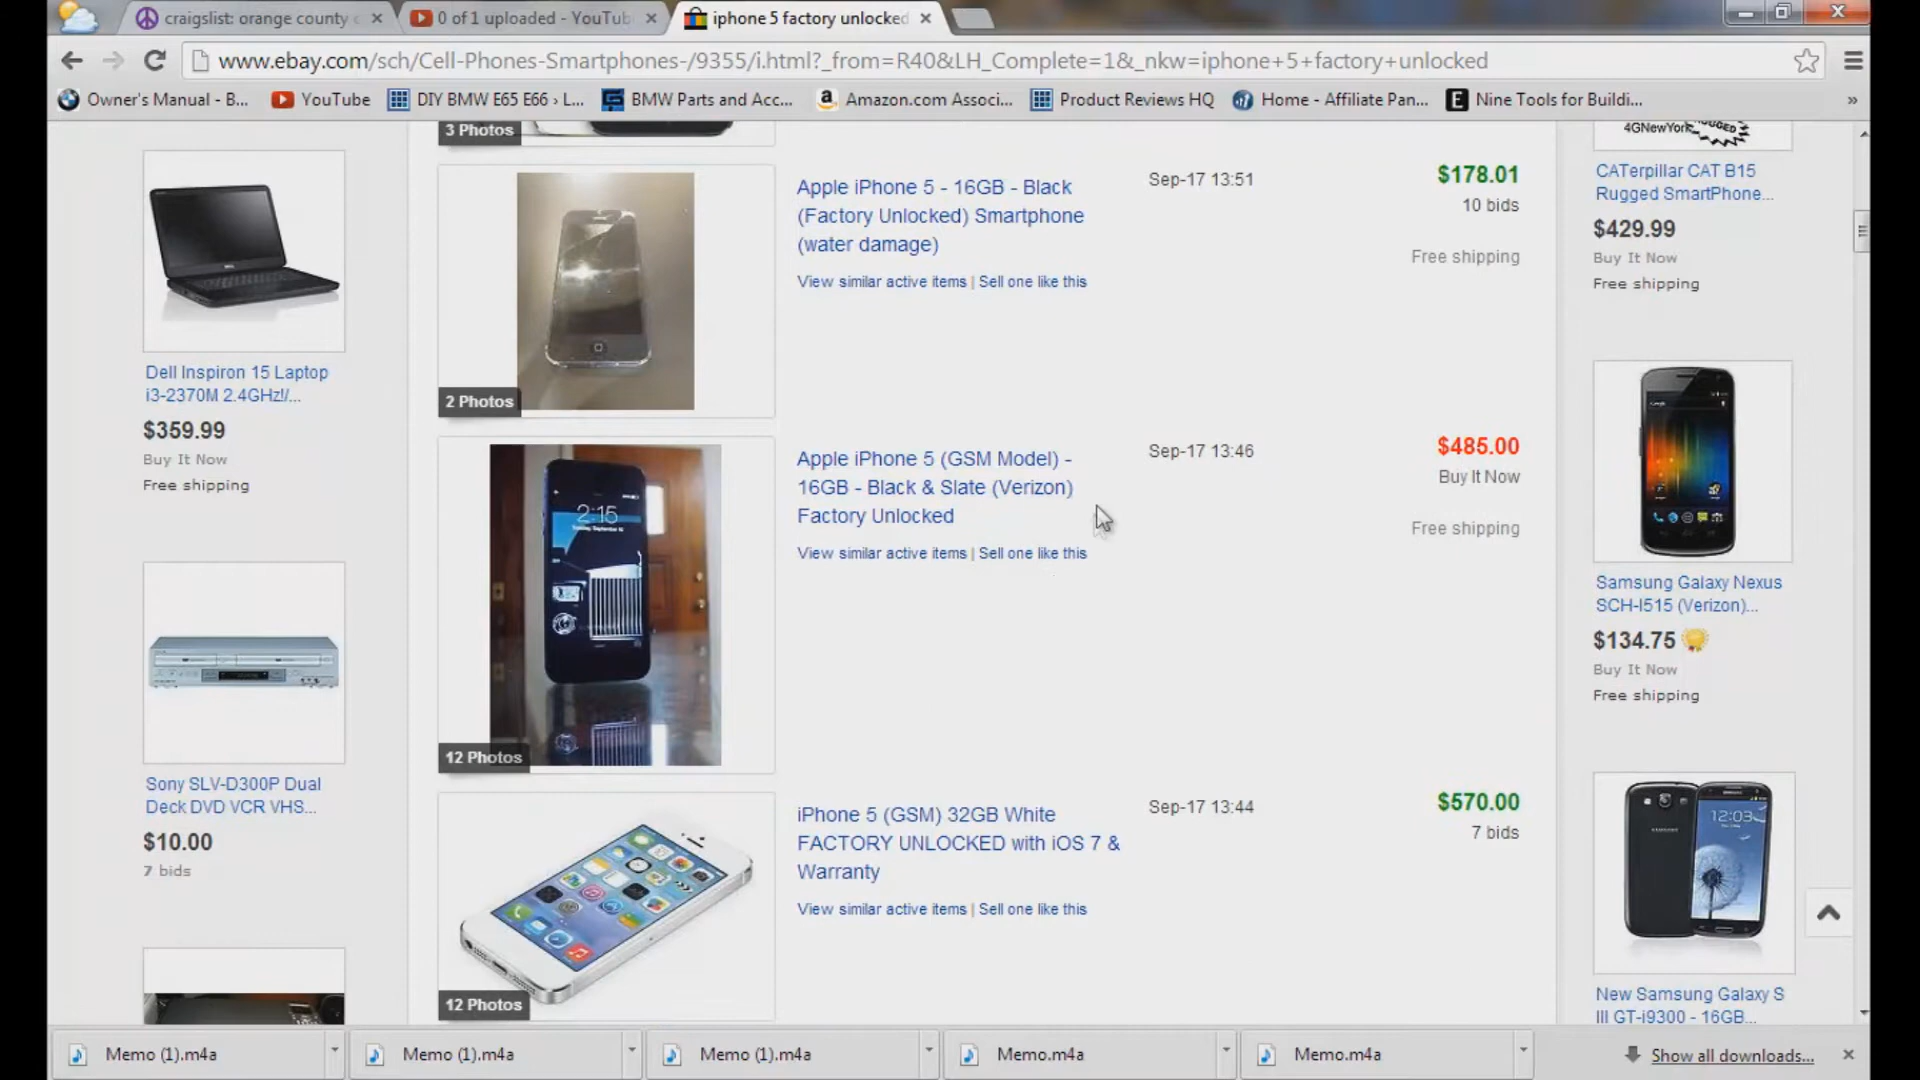 craigslist: orange county c
0 of 1 uploaded - YouTub
iphone 5 factory unlocked
www.ebay.com/sch/Cell-Phones-Smartphones-/9355/i.html?_from=R40&LH_Complete=1&_nkw=iphone+5+factory+unlocked
Owner's Manual - B...
YouTube
DIY BMW E65 E66 › L...
BMW Parts and Acc...
Amazon.com Associ...
Product Reviews HQ
Home - Affiliate Pan...
Nine Tools for Buildi...
»
Dell Inspiron 15 Laptop
i3-2370M 2.4GHz!/...
$359.99
Buy It Now
Free shipping
Sony SLV-D300P Dual
Deck DVD VCR VHS...
$10.00
7 bids
3 Photos
2 Photos
Apple iPhone 5 - 16GB - Black
(Factory Unlocked) Smartphone
(water damage)
View similar active items | Sell one like this
Sep-17 13:51
$178.01
10 bids
Free shipping
2:15
12 Photos
Apple iPhone 5 (GSM Model) -
16GB - Black & Slate (Verizon)
Factory Unlocked
View similar active items | Sell one like this
Sep-17 13:46
$485.00
Buy It Now
Free shipping
12 Photos
iPhone 5 (GSM) 32GB White
FACTORY UNLOCKED with iOS 7 &
Warranty
View similar active items | Sell one like this
Sep-17 13:44
$570.00
7 bids
4GNewYork
RUGGED
CATerpillar CAT B15
Rugged SmartPhone...
$429.99
Buy It Now
Free shipping
Samsung Galaxy Nexus
SCH-I515 (Verizon)...
$134.75
Buy It Now
Free shipping
12:03
New Samsung Galaxy S
III GT-i9300 - 16GB...
Memo (1).m4a
Memo (1).m4a
Memo (1).m4a
Memo.m4a
Memo.m4a
Show all downloads...